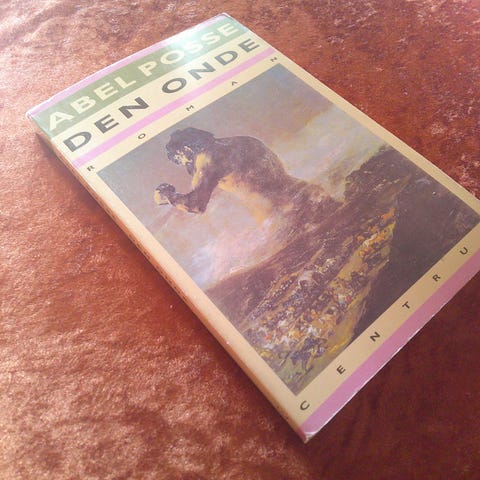 ABEL POSSE
DEN ONDE
ROMAN
CENTRU